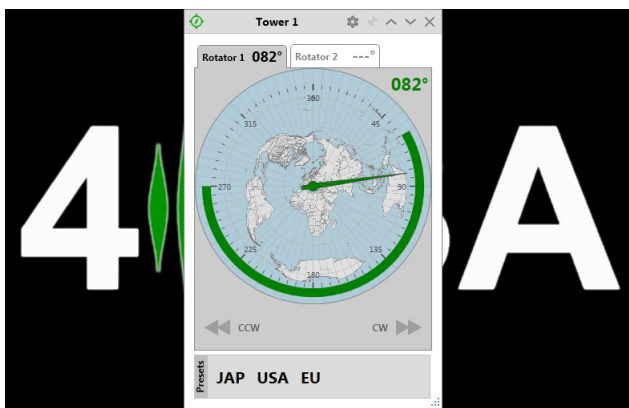 Tower 1
Rotator 1 082° Rotator 2 ---°
082°
360
315 45
270 90
225 135
180
CCW CW
Presets JAP USA EU
4 A